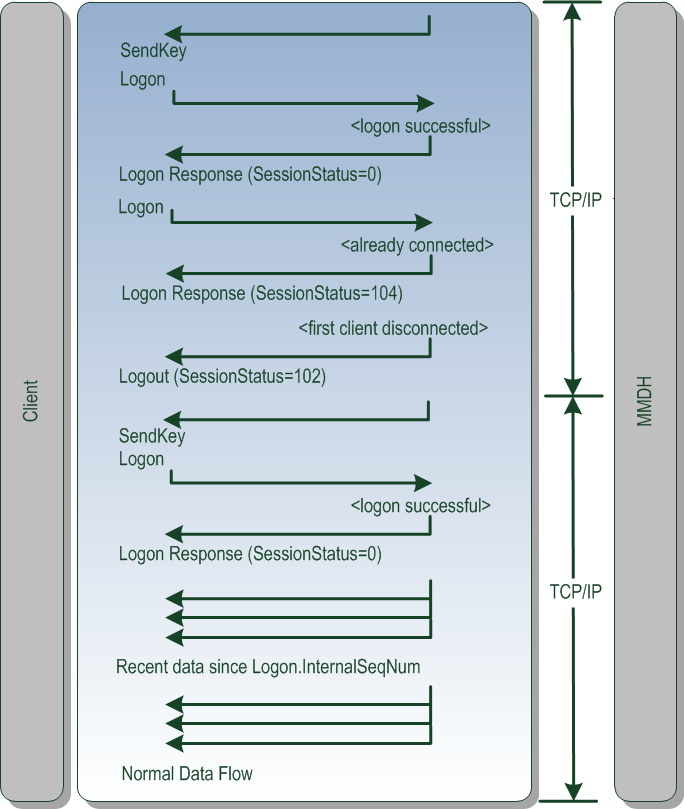 SendKey
Logon
<logon successful>
Logon Response (SessionStatus=0)
Logon
TCP/IP
<already connected>
Logon Response (SessionStatus=104)
<first client disconnected>
Logout (SessionStatus=102)
Client
MMDH
SendKey
Logon
<logon successful>
Logon Response (SessionStatus=0)
TCP/IP
Recent data since Logon.InternalSeqNum
Normal Data Flow